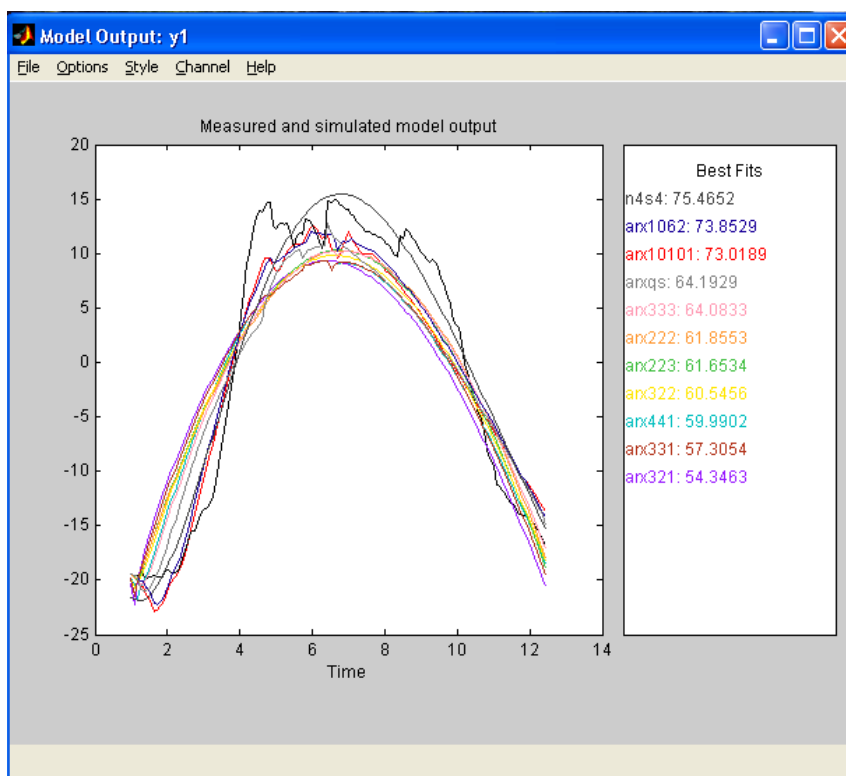 Model Output: y1
File Options Style Channel Help
Measured and simulated model output
20
15
10
5
0
-5
-10
-15
-20
-25
0 2 4 6 8 10 12 14
Time
Best Fits
n4s4: 75.4652
arx1062: 73.8529
arx10101: 73.0189
arxqs: 64.1929
arx333: 64.0833
arx222: 61.8553
arx223: 61.6534
arx322: 60.5456
arx441: 59.9902
arx331: 57.3054
arx321: 54.3463